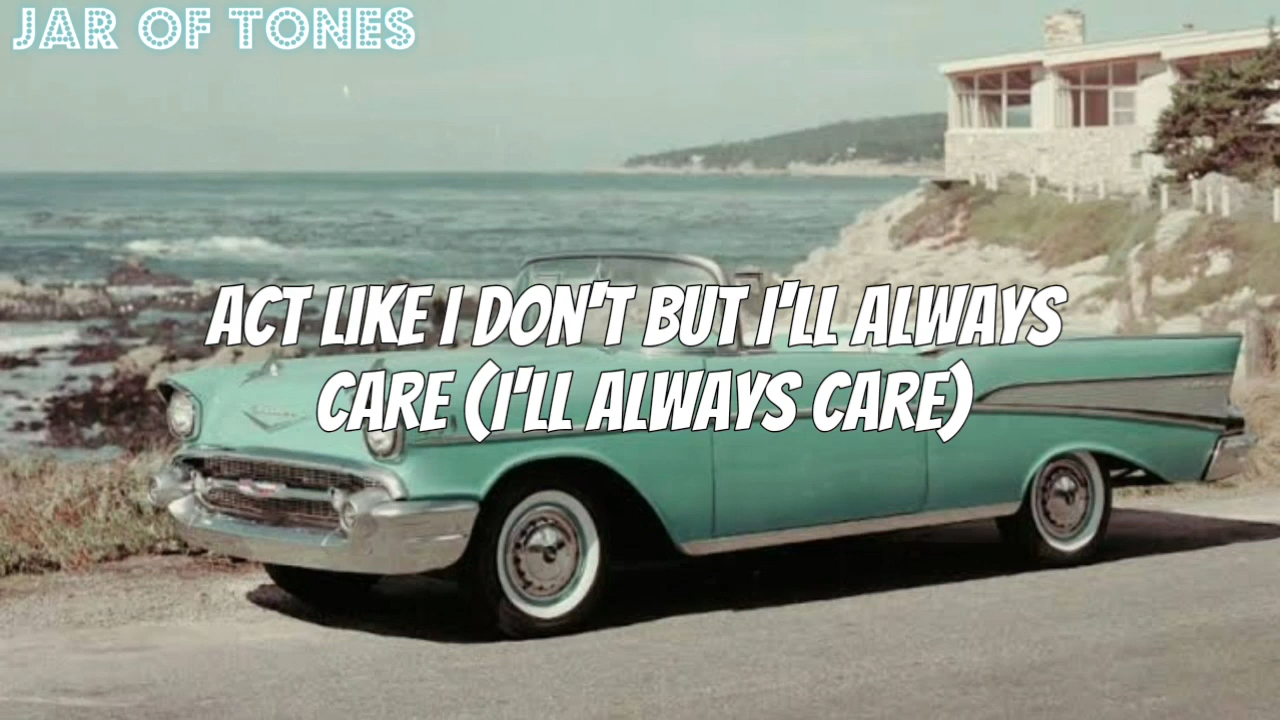 JAR OF TONES
ACT LIKE I DON'T BUT I'LL ALWAYS
CARE (I'LL ALWAYS CARE)